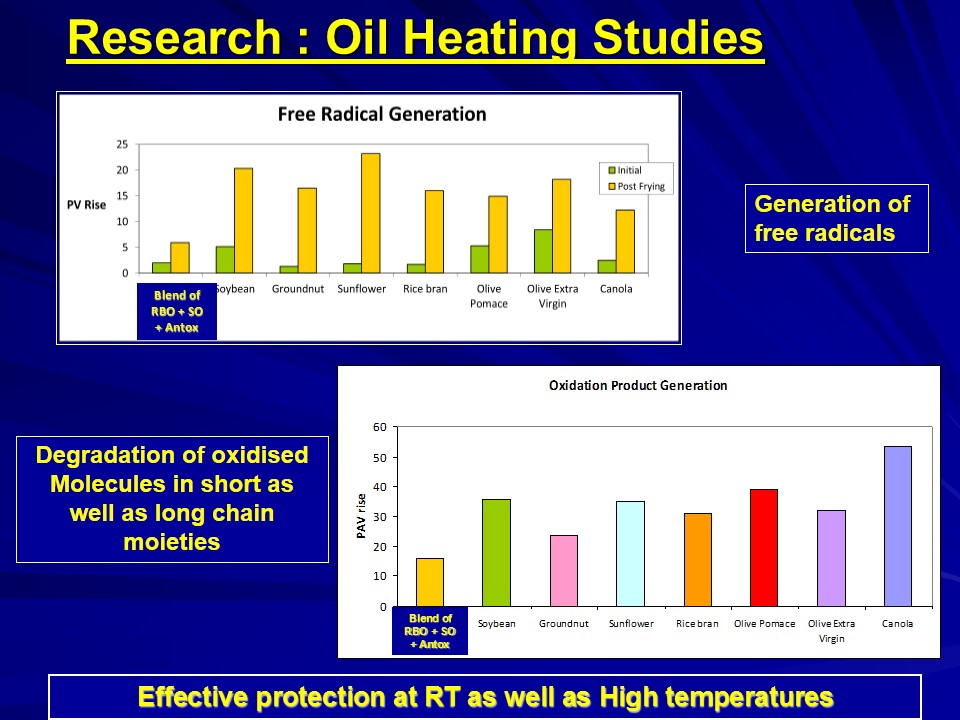 Research : Oil Heating Studies
Free Radical Generation
25
20
15
10
5
0
PV Rise
Initial
Post Frying
Blend of
RBO + SO
+ Antox
Soybean
Groundnut
Sunflower
Rice bran
Olive
Pomace
Olive Extra
Virgin
Canola
Generation of
free radicals
Degradation of oxidised
Molecules in short as
well as long chain
moieties
Oxidation Product Generation
60
50
40
30
20
10
0
PAV rise
Blend of
RBO + SO
+ Antox
Soybean
Groundnut
Sunflower
Rice bran
Olive Pomace
Olive Extra
Virgin
Canola
Effective protection at RT as well as High temperatures